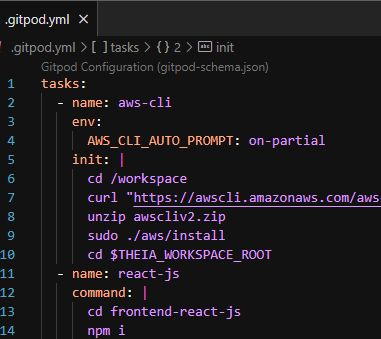 .gitpod.yml ×
.gitpod.yml > [ ] tasks > {} 2 > abc init
Gitpod Configuration (gitpod-schema.json)
1 tasks:
2   - name: aws-cli
3     env:
4       AWS_CLI_AUTO_PROMPT: on-partial
5     init: |
6       cd /workspace
7       curl "https://awscli.amazonaws.com/aws
8       unzip awscliv2.zip
9       sudo ./aws/install
10       cd $THEIA_WORKSPACE_ROOT
11   - name: react-js
12     command: |
13       cd frontend-react-js
14       npm i